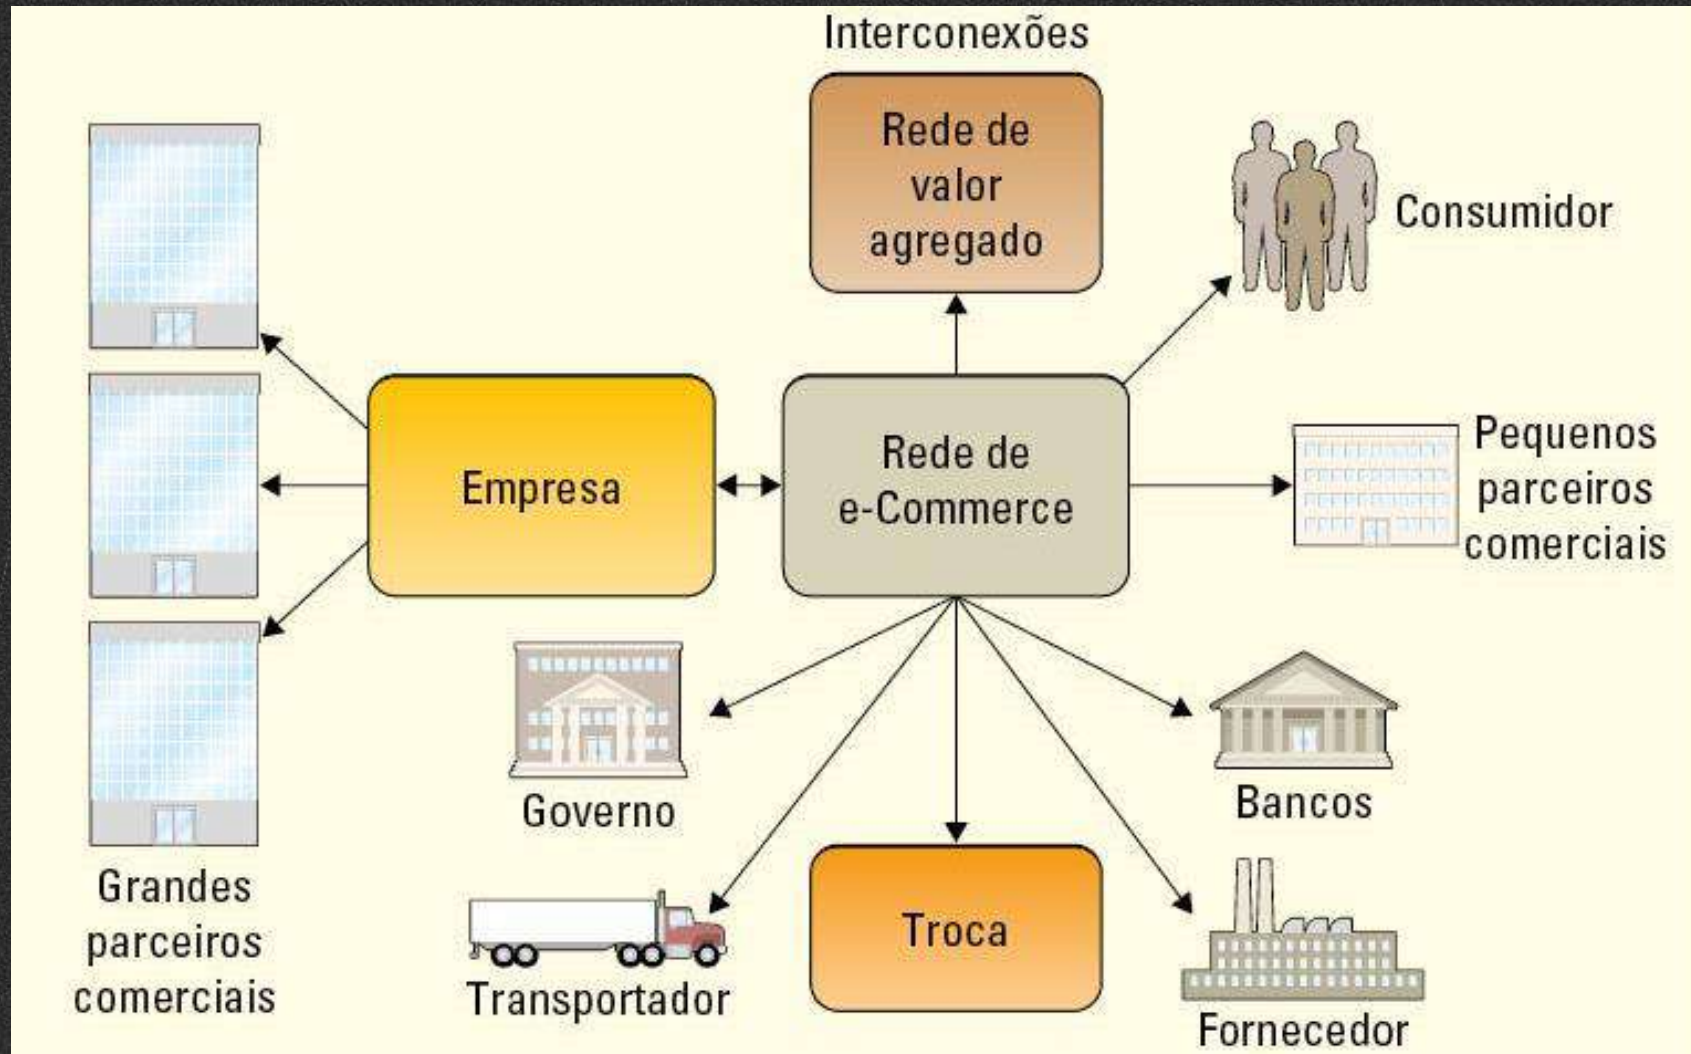 Interconexões
Rede de
valor
agregado
Consumidor
Empresa
Rede de
e-Commerce
Pequenos
parceiros
comerciais
Governo
Bancos
Grandes
parceiros
comerciais
Transportador
Troca
Fornecedor